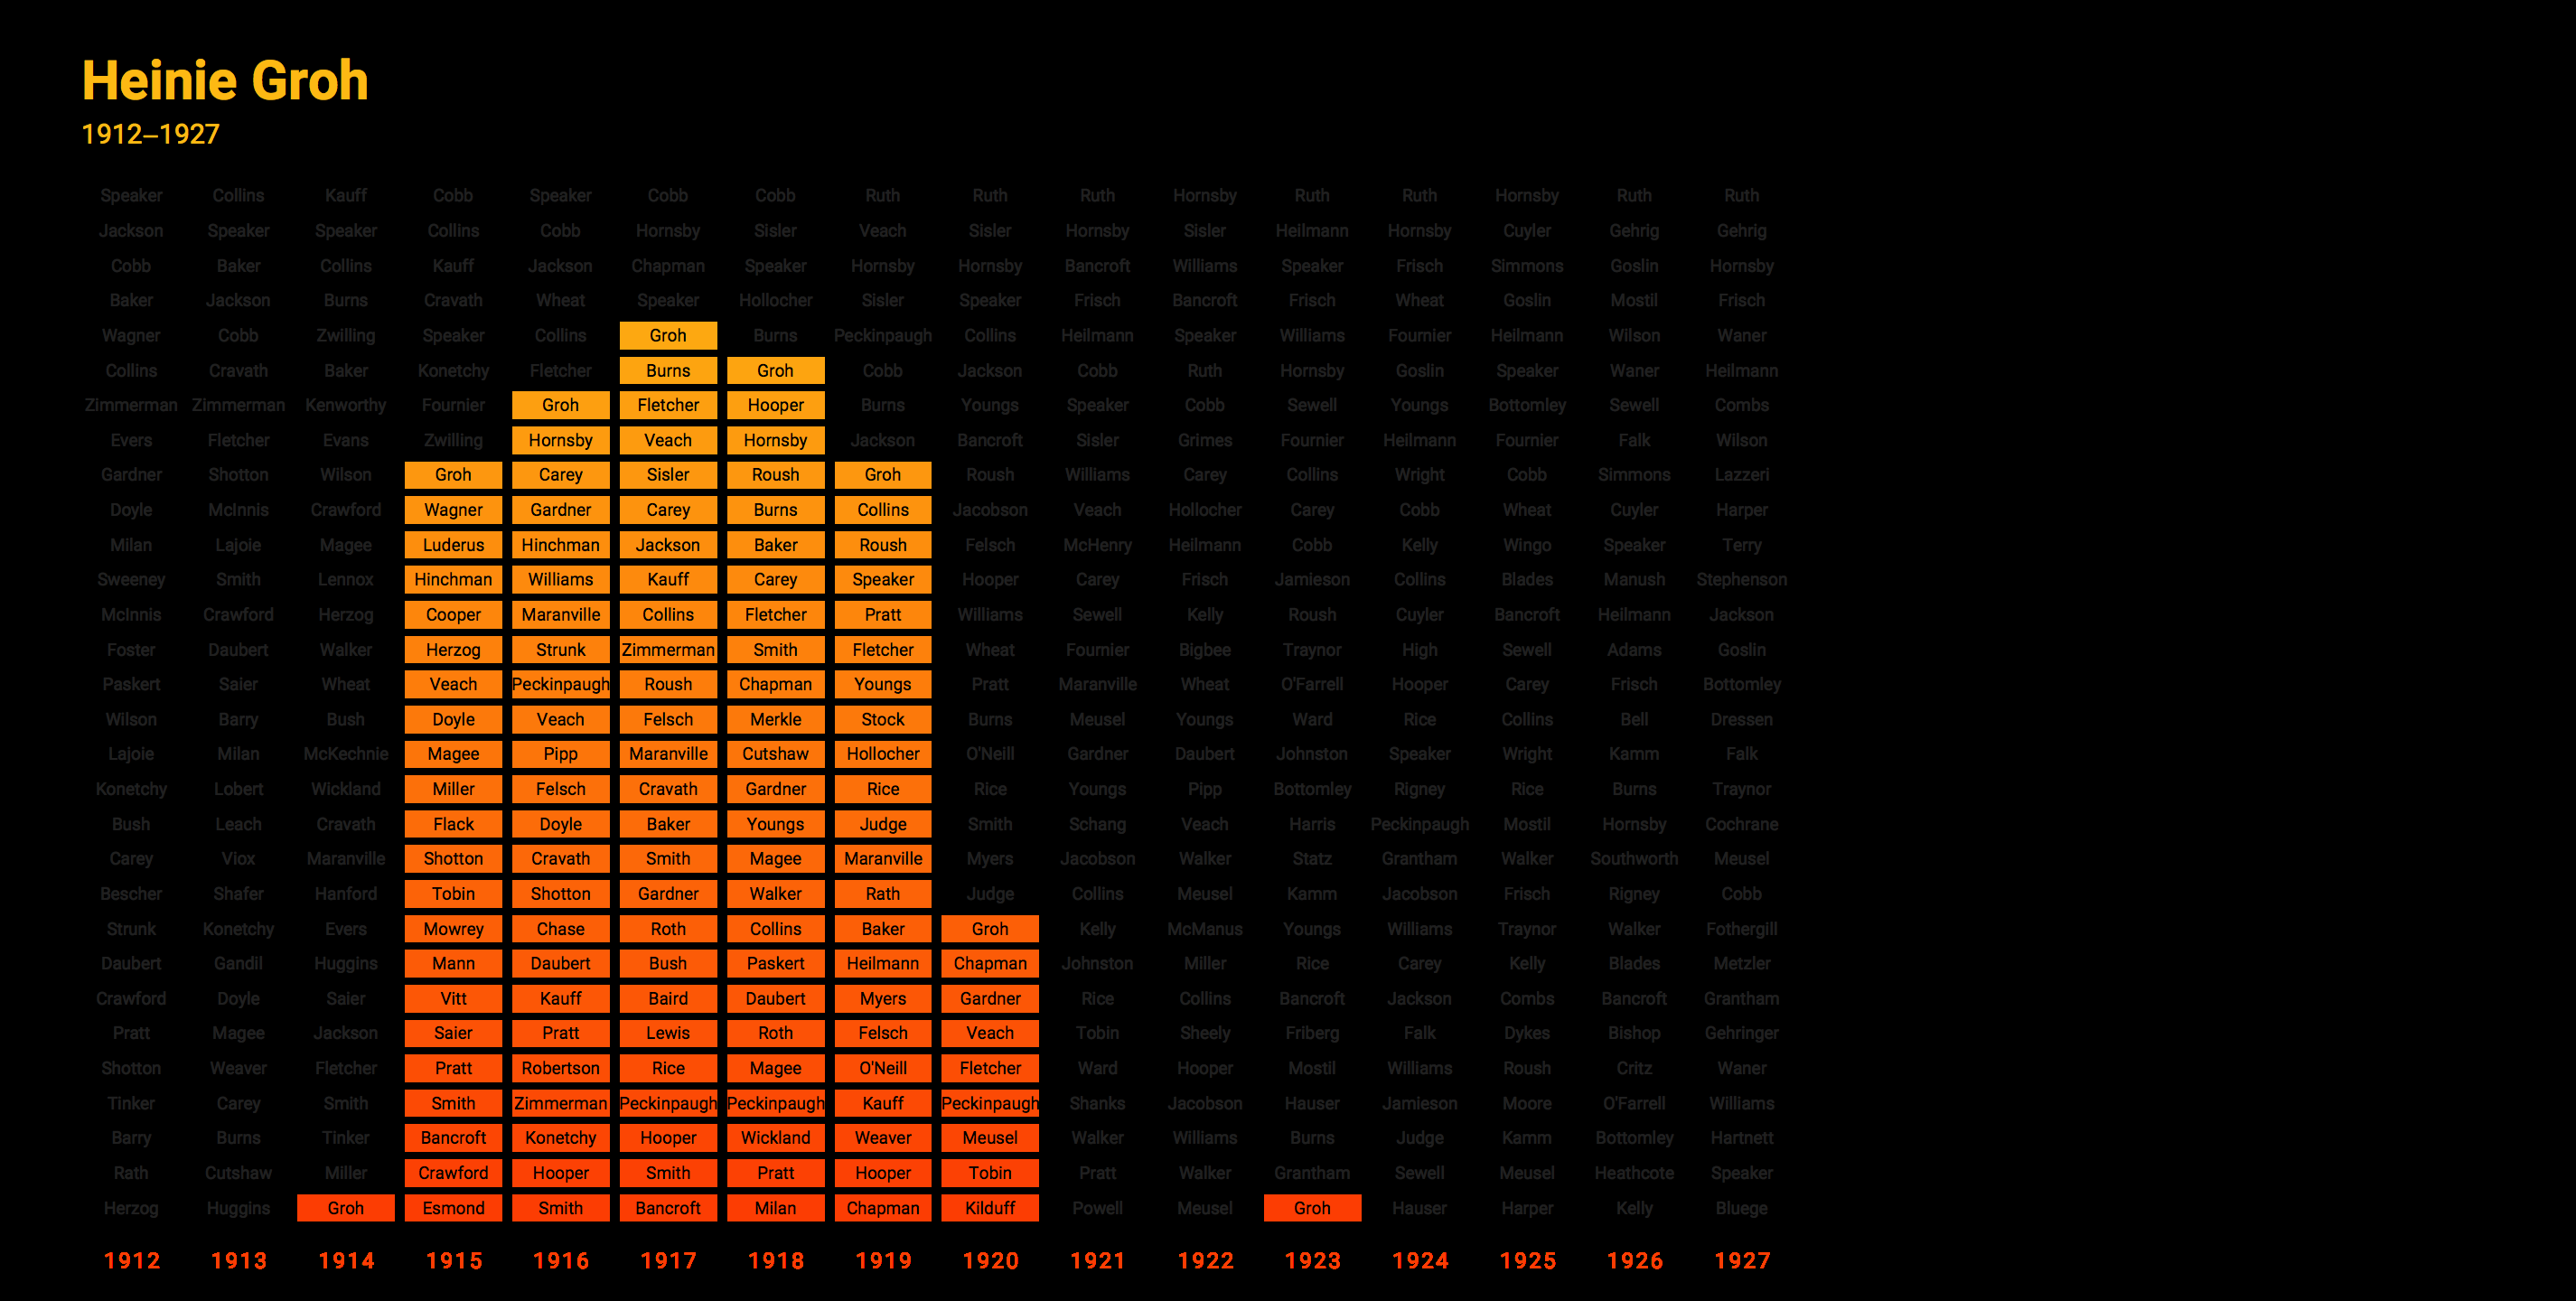 Heinie Groh
1912–1927
Speaker Collins Kauff Cobb Speaker Cobb Cobb Ruth Ruth Ruth Hornsby Ruth Ruth Hornsby Ruth Ruth
Jackson Speaker Speaker Collins Cobb Hornsby Sisler Veach Sisler Hornsby Sisler Heilmann Hornsby Cuyler Gehrig Gehrig
Cobb Baker Collins Kauff Jackson Chapman Speaker Hornsby Hornsby Bancroft Williams Speaker Frisch Simmons Goslin Hornsby
Baker Jackson Burns Cravath Wheat Speaker Hollocher Sisler Speaker Frisch Bancroft Frisch Wheat Goslin Mostil Frisch
Wagner Cobb Zwilling Speaker Collins Groh Burns Peckinpaugh Collins Heilmann Speaker Williams Fournier Heilmann Wilson Waner
Collins Cravath Baker Konetchy Fletcher Burns Groh Cobb Jackson Cobb Ruth Hornsby Goslin Speaker Waner Heilmann
Zimmerman Zimmerman Kenworthy Fournier Groh Fletcher Hooper Burns Youngs Speaker Cobb Sewell Youngs Bottomley Sewell Combs
Evers Fletcher Evans Zwilling Hornsby Veach Hornsby Jackson Bancroft Sisler Grimes Fournier Heilmann Fournier Falk Wilson
Gardner Shotton Wilson Groh Carey Sisler Roush Groh Roush Williams Carey Collins Wright Cobb Simmons Lazzeri
Doyle McInnis Crawford Wagner Gardner Carey Burns Collins Jacobson Veach Hollocher Carey Cobb Wheat Cuyler Harper
Milan Lajoie Magee Luderus Hinchman Jackson Baker Roush Felsch McHenry Heilmann Cobb Kelly Wingo Speaker Terry
Sweeney Smith Lennox Hinchman Williams Kauff Carey Speaker Hooper Carey Frisch Jamieson Collins Blades Manush Stephenson
McInnis Crawford Herzog Cooper Maranville Collins Fletcher Pratt Williams Sewell Kelly Roush Cuyler Bancroft Heilmann Jackson
Foster Daubert Walker Herzog Strunk Zimmerman Smith Fletcher Wheat Fournier Bigbee Traynor High Sewell Adams Goslin
Paskert Saier Wheat Veach Peckinpaugh Roush Chapman Youngs Pratt Maranville Wheat O'Farrell Hooper Carey Frisch Bottomley
Wilson Barry Bush Doyle Veach Felsch Merkle Stock Burns Meusel Youngs Ward Rice Collins Bell Dressen
Lajoie Milan McKechnie Magee Pipp Maranville Cutshaw Hollocher O'Neill Gardner Daubert Johnston Speaker Wright Kamm Falk
Konetchy Lobert Wickland Miller Felsch Cravath Gardner Rice Rice Youngs Pipp Bottomley Rigney Rice Burns Traynor
Bush Leach Cravath Flack Doyle Baker Youngs Judge Smith Schang Veach Harris Peckinpaugh Mostil Hornsby Cochrane
Carey Viox Maranville Shotton Cravath Smith Magee Maranville Myers Jacobson Walker Statz Grantham Walker Southworth Meusel
Bescher Shafer Hanford Tobin Shotton Gardner Walker Rath Judge Collins Meusel Kamm Jacobson Frisch Rigney Cobb
Strunk Konetchy Evers Mowrey Chase Roth Collins Baker Groh Kelly McManus Youngs Williams Traynor Walker Fothergill
Daubert Gandil Huggins Mann Daubert Bush Paskert Heilmann Chapman Johnston Miller Rice Carey Kelly Blades Metzler
Crawford Doyle Saier Vitt Kauff Baird Daubert Myers Gardner Rice Collins Bancroft Jackson Combs Bancroft Grantham
Pratt Magee Jackson Saier Pratt Lewis Roth Felsch Veach Tobin Sheely Friberg Falk Dykes Bishop Gehringer
Shotton Weaver Fletcher Pratt Robertson Rice Magee O'Neill Fletcher Ward Hooper Mostil Williams Roush Critz Waner
Tinker Carey Smith Smith Zimmerman Peckinpaugh Peckinpaugh Kauff Peckinpaugh Shanks Jacobson Hauser Jamieson Moore O'Farrell Williams
Barry Burns Tinker Bancroft Konetchy Hooper Wickland Weaver Meusel Walker Williams Burns Judge Kamm Bottomley Hartnett
Rath Cutshaw Miller Crawford Hooper Smith Pratt Hooper Tobin Pratt Walker Grantham Sewell Meusel Heathcote Speaker
Herzog Huggins Groh Esmond Smith Bancroft Milan Chapman Kilduff Powell Meusel Groh Hauser Harper Kelly Bluege
1912 1913 1914 1915 1916 1917 1918 1919 1920 1921 1922 1923 1924 1925 1926 1927